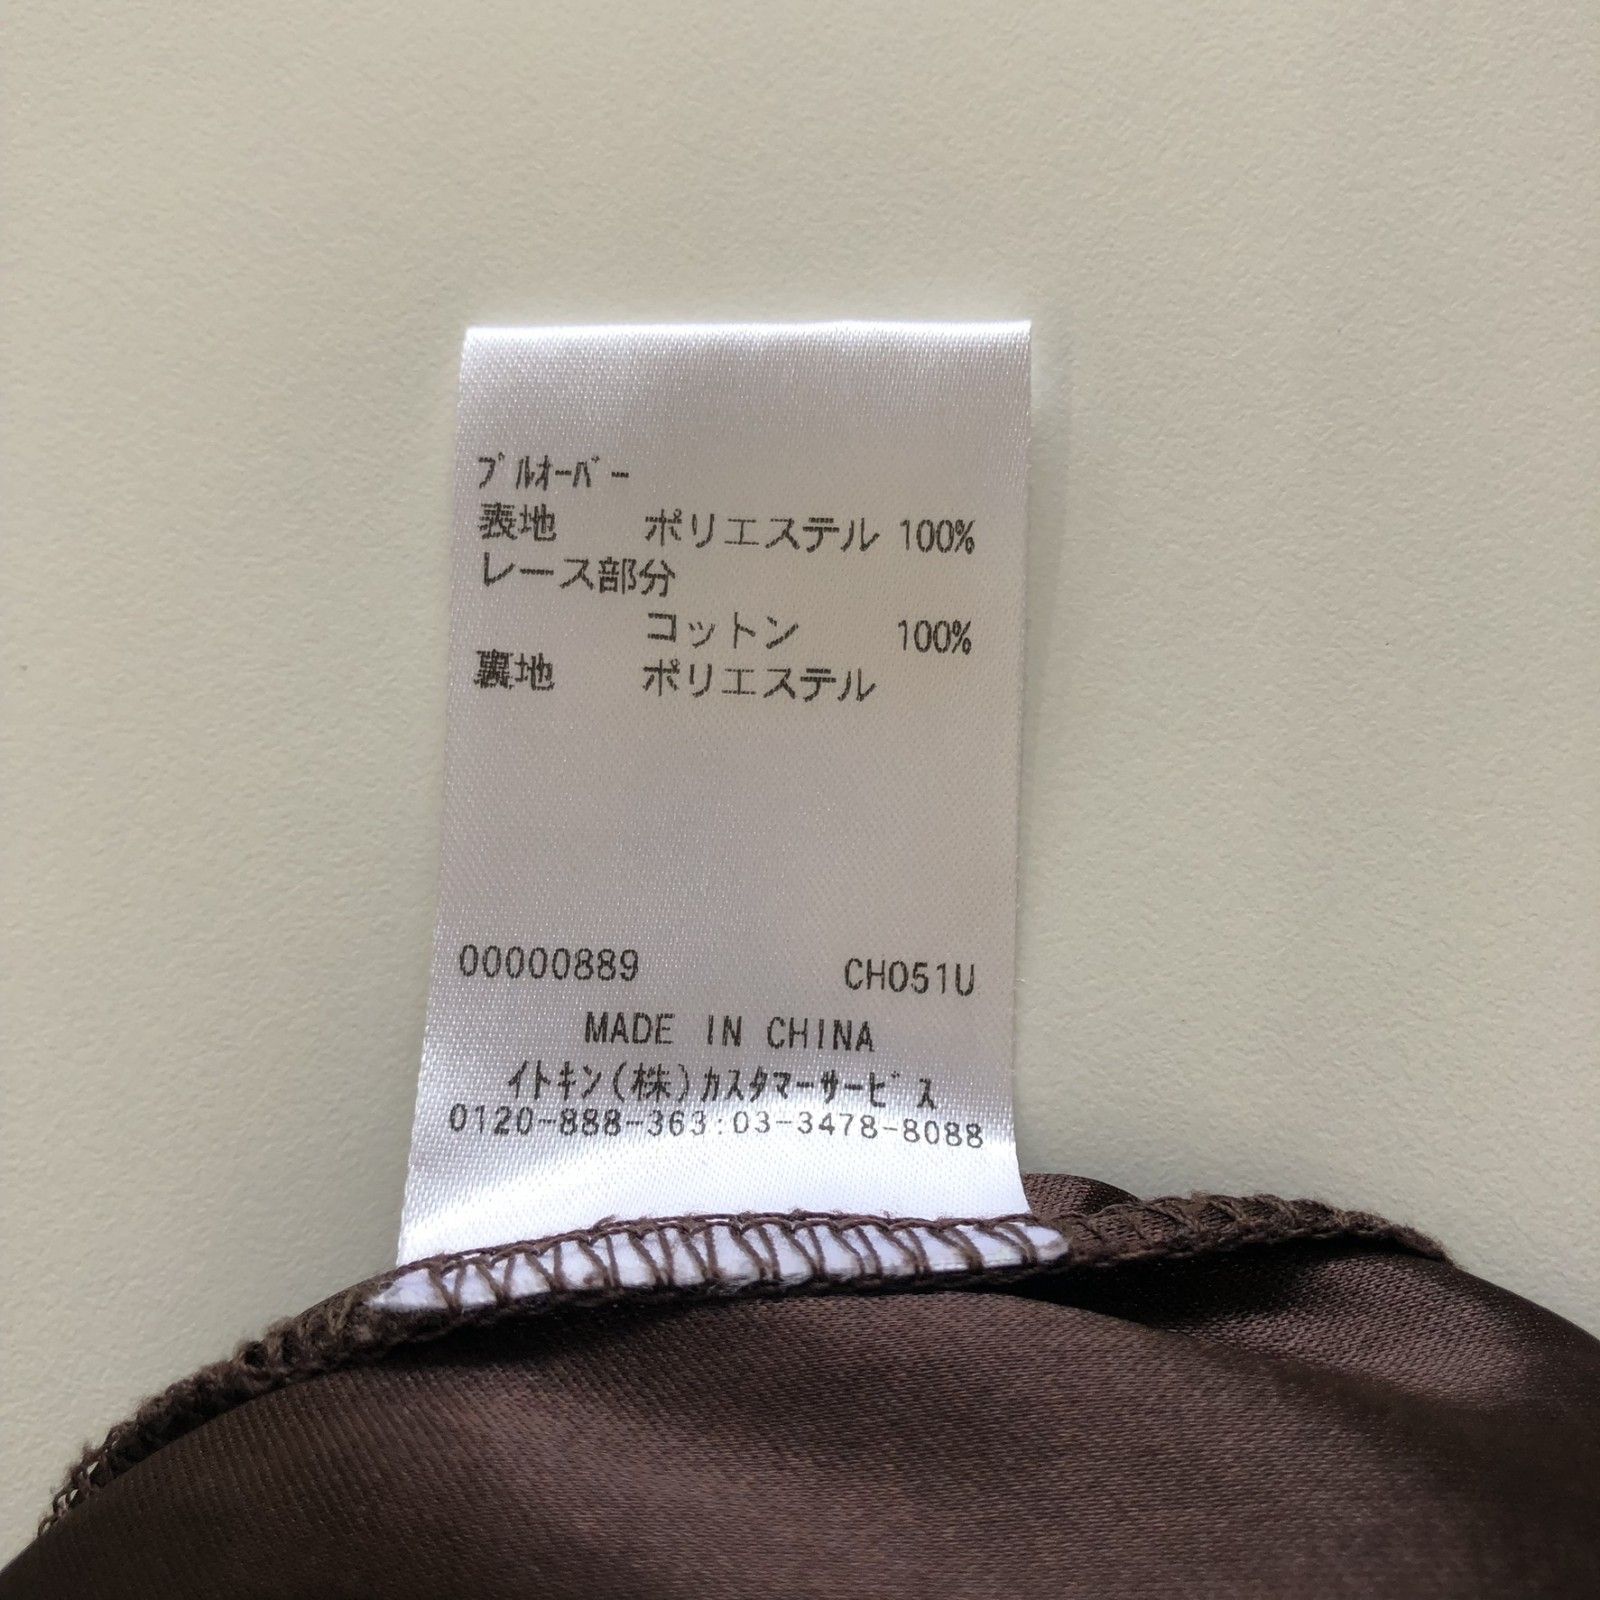 ﾌﾟﾙｵｰﾊﾞｰ
表地 ポリエステル 100%
レース部分
コットン 100%
裏地 ポリエステル
00000889 CH051U
MADE IN CHINA
ｲﾄｷﾝ(株)ｶｽﾀﾏｰｻｰﾋﾞｽ
0120-888-363:03-3478-8088